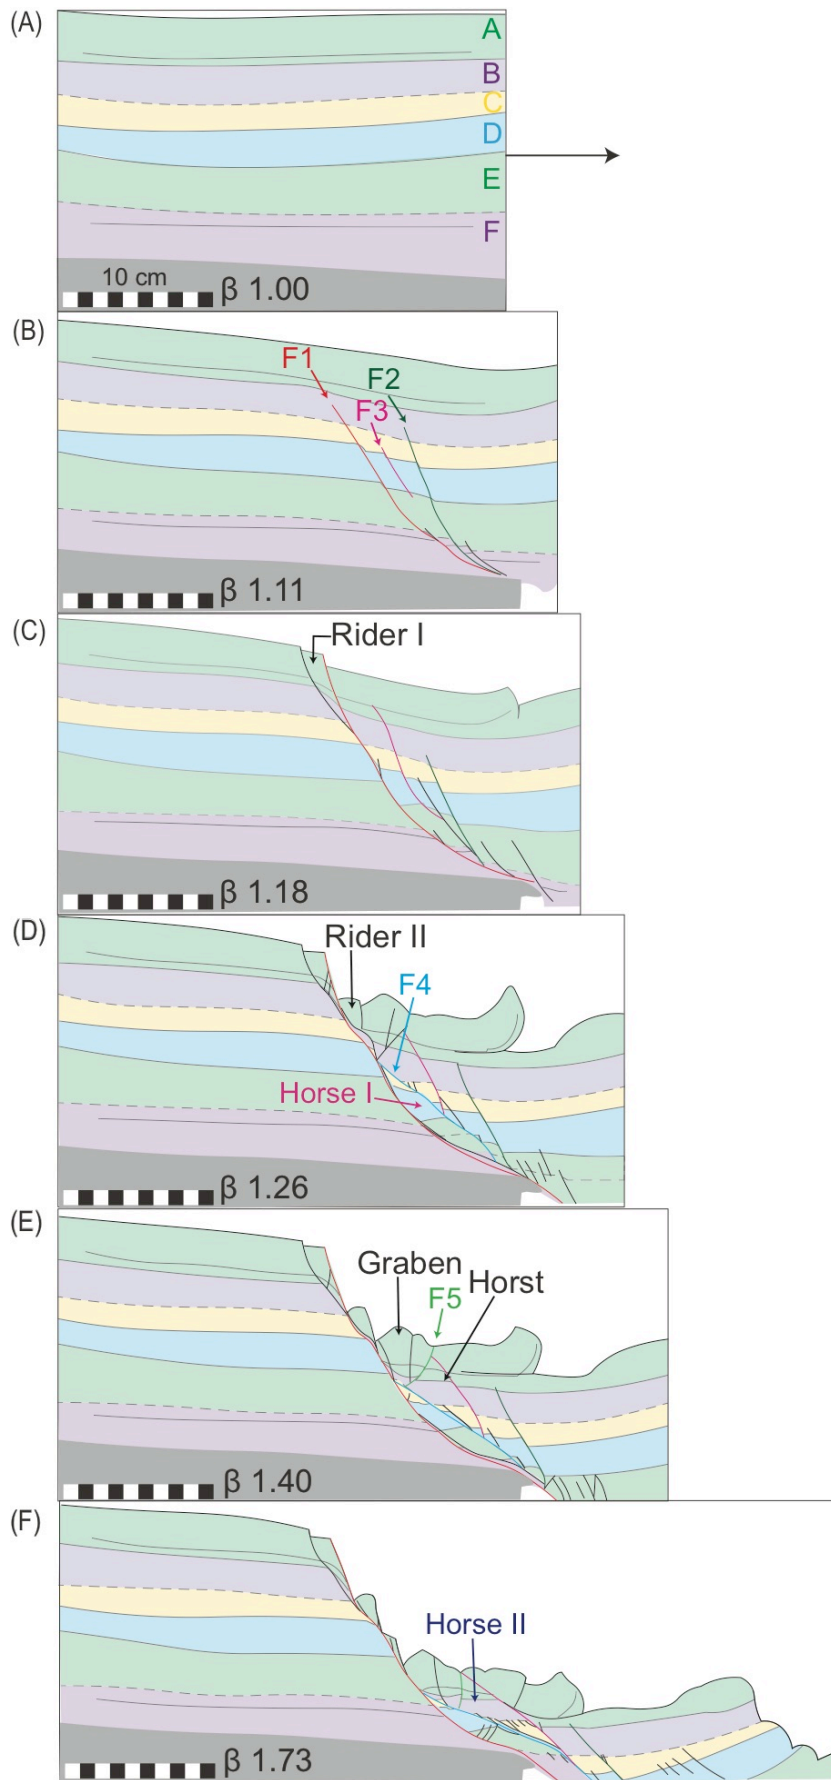 (A)
A
B
C
D
E
F
10 cm
β 1.00
(B)
F1
F2
F3
β 1.11
(C)
Rider I
β 1.18
(D)
Rider II
F4
Horse I
β 1.26
(E)
Graben
Horst
F5
β 1.40
(F)
Horse II
β 1.73